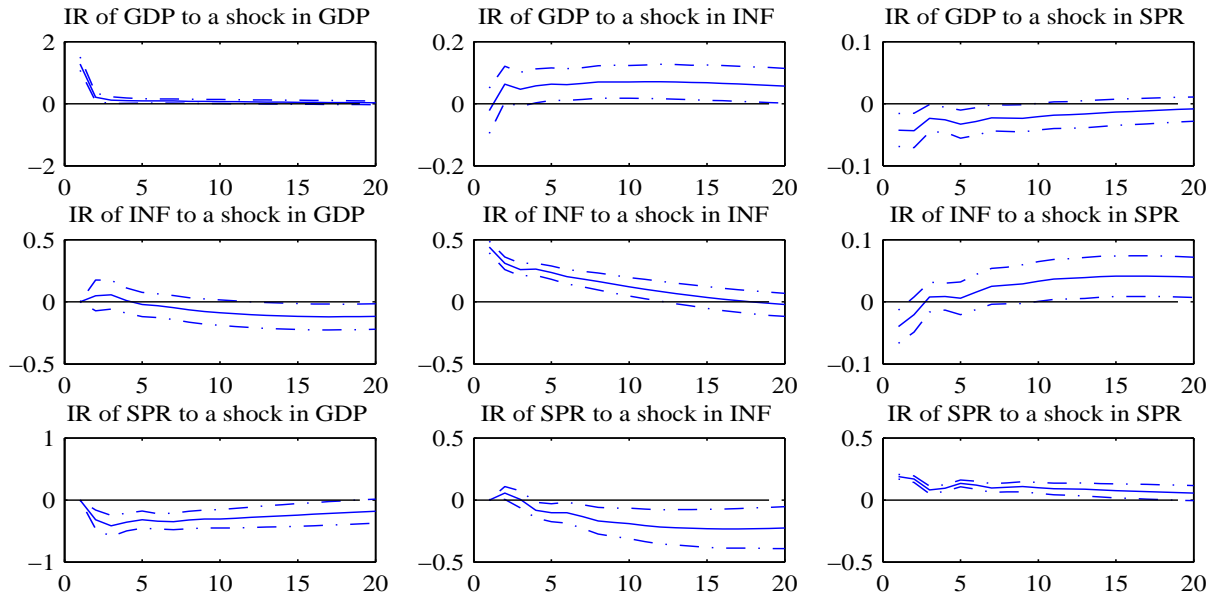 IR of GDP to a shock in GDP
IR of GDP to a shock in INF
IR of GDP to a shock in SPR
2
0
−2
0 5 10 15 20
0.2
0
−0.2
0 5 10 15 20
0.1
0
−0.1
0 5 10 15 20
IR of INF to a shock in GDP
IR of INF to a shock in INF
IR of INF to a shock in SPR
0.5
0
−0.5
0 5 10 15 20
0.5
0
−0.5
0 5 10 15 20
0.1
0
−0.1
0 5 10 15 20
IR of SPR to a shock in GDP
IR of SPR to a shock in INF
IR of SPR to a shock in SPR
1
0
−1
0 5 10 15 20
0.5
0
−0.5
0 5 10 15 20
0.5
0
−0.5
0 5 10 15 20